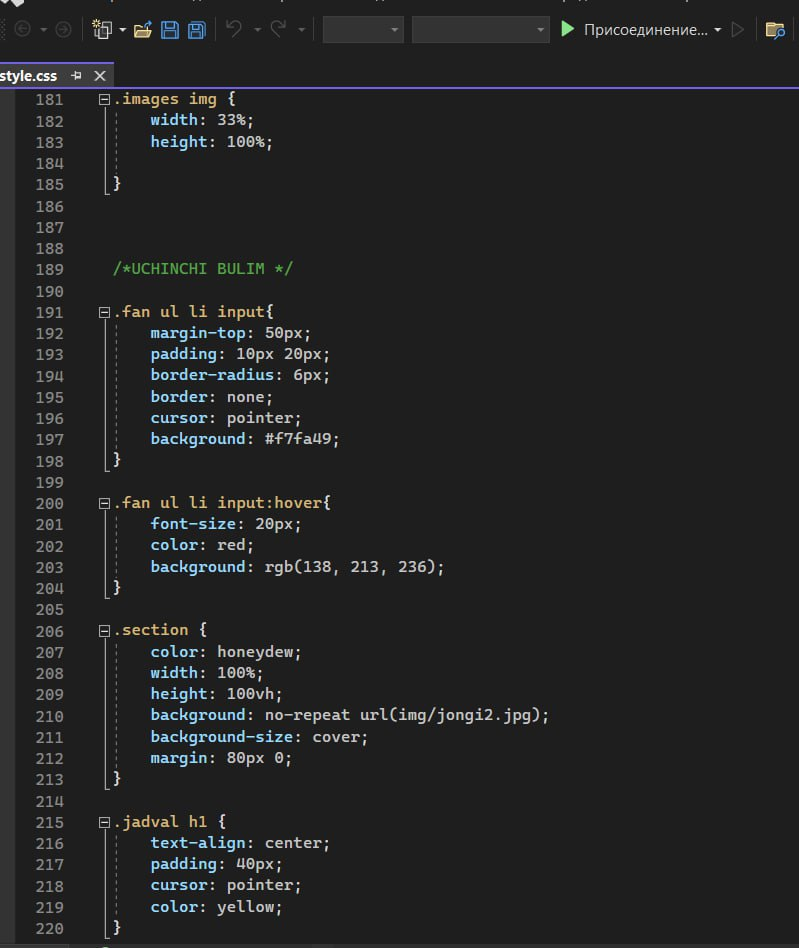 Присоединение...
style.css
181 .images img {
182 width: 33%;
183 height: 100%;
184
185 }
186
187
188
189 /*UCHINCHI BULIM */
190
191 .fan ul li input{
192 margin-top: 50px;
193 padding: 10px 20px;
194 border-radius: 6px;
195 border: none;
196 cursor: pointer;
197 background: #f7fa49;
198 }
199
200 .fan ul li input:hover{
201 font-size: 20px;
202 color: red;
203 background: rgb(138, 213, 236);
204 }
205
206 .section {
207 color: honeydew;
208 width: 100%;
209 height: 100vh;
210 background: no-repeat url(img/jongi2.jpg);
211 background-size: cover;
212 margin: 80px 0;
213 }
214
215 .jadval h1 {
216 text-align: center;
217 padding: 40px;
218 cursor: pointer;
219 color: yellow;
220 }